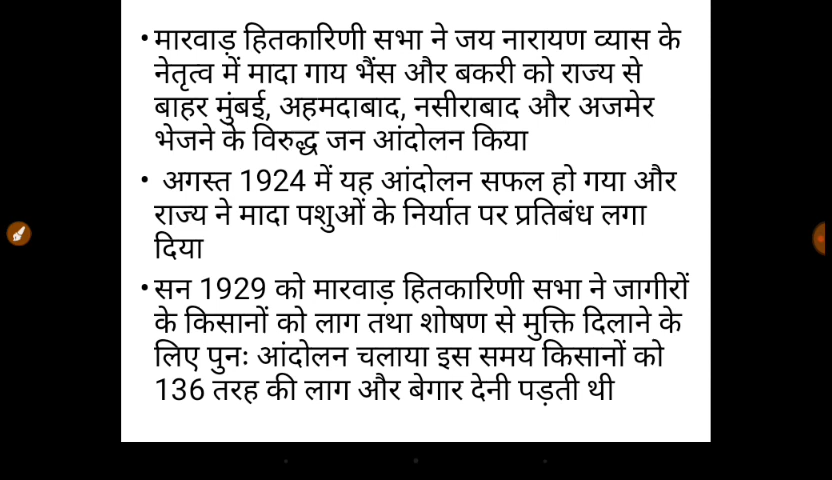 • मारवाड़ हितकारिणी सभा ने जय नारायण व्यास के
नेतृत्व में मादा गाय भैंस और बकरी को राज्य से
बाहर मुंबई, अहमदाबाद, नसीराबाद और अजमेर
भेजने के विरुद्ध जन आंदोलन किया
• अगस्त 1924 में यह आंदोलन सफल हो गया और
राज्य ने मादा पशुओं के निर्यात पर प्रतिबंध लगा
दिया
• सन 1929 को मारवाड़ हितकारिणी सभा ने जागीरों
के किसानों को लाग तथा शोषण से मुक्ति दिलाने के
लिए पुनः आंदोलन चलाया इस समय किसानों को
136 तरह की लाग और बेगार देनी पड़ती थी